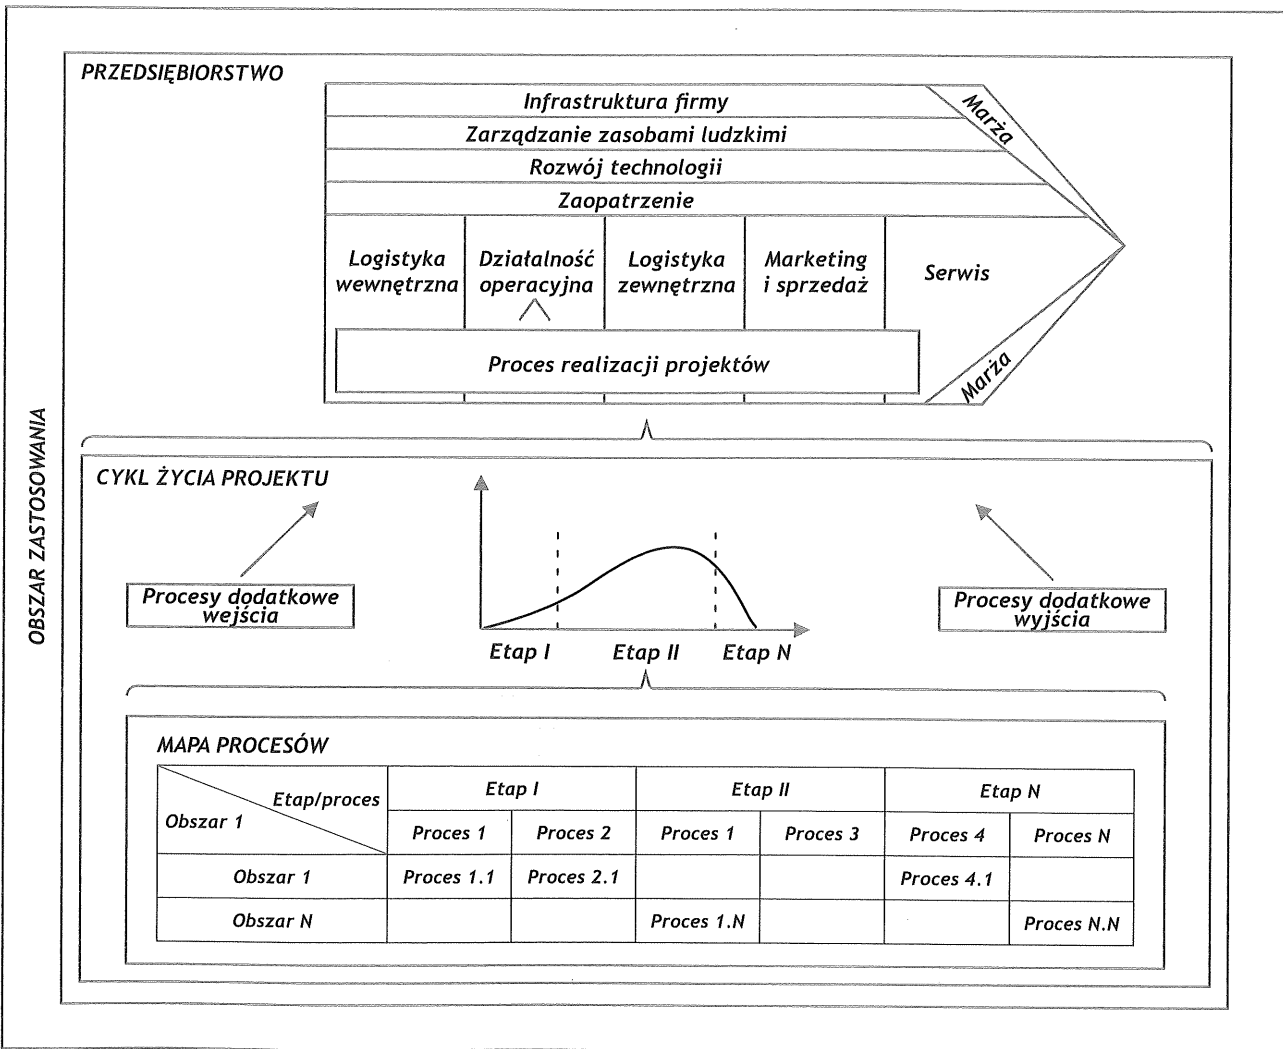 PRZEDSIĘBIORSTWO
Infrastruktura firmy
Marża
Zarządzanie zasobami ludzkimi
Rozwój technologii
Zaopatrzenie
Logistyka
wewnętrzna
Działalność
operacyjna
Logistyka
zewnętrzna
Marketing
i sprzedaż
Serwis
Proces realizacji projektów
Marża
OBSZAR ZASTOSOWANIA
CYKL ŻYCIA PROJEKTU
Procesy dodatkowe
wejścia
Procesy dodatkowe
wyjścia
Etap I
Etap II
Etap N
MAPA PROCESÓW
Etap/proces
Obszar 1
Etap I
Etap II
Etap N
Proces 1
Proces 2
Proces 1
Proces 3
Proces 4
Proces N
Obszar 1
Proces 1.1
Proces 2.1
Proces 4.1
Obszar N
Proces 1.N
Proces N.N